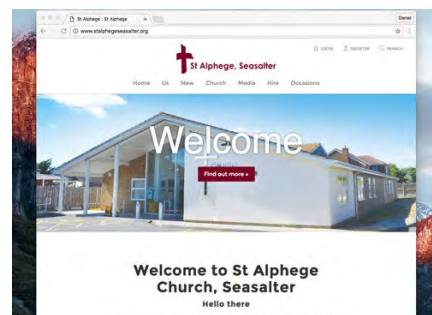 St Alphege : St Alphege
Daniel
www.stalphegeseasalter.org
LOGIN REGISTER SEARCH
St Alphege, Seasalter
Home Us New Church Media Hire Occasions
Welcome
Find out more »
Welcome to St Alphege
Church, Seasalter
Hello there